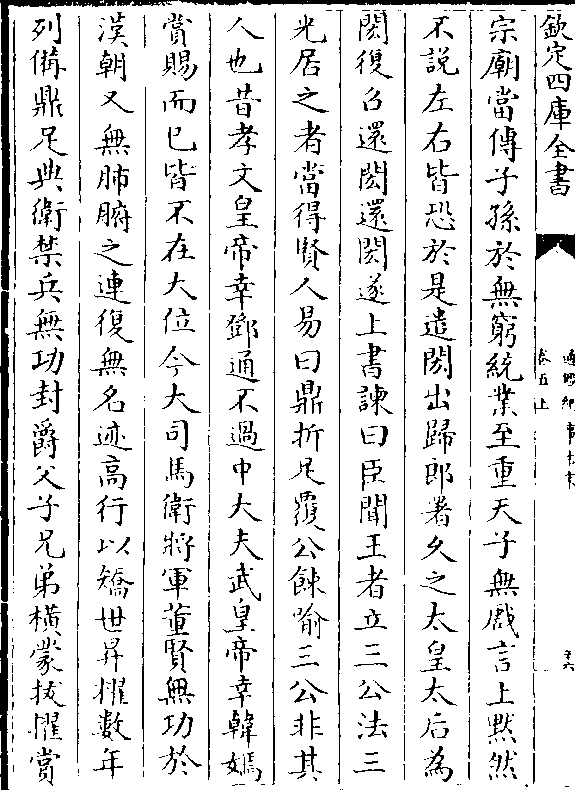 欽定四庫全書
通鑑紀事本末
卷五上
宗廟當傳子孫於無窮統業至重天子無戲言上黙然
不說左右皆恐於是遣閎出歸郎署久之太皇太后為
閎復召還閎還閎遂上書諫曰臣聞王者立三公法三
光居之者當得賢人易曰鼎折足覆公餗喻三公非其
人也昔孝文皇帝幸鄧通不過中大夫武皇帝幸韓嫣
賞賜而已皆不在大位今大司馬衛將軍董賢無功於
漢朝又無肺腑之連復無名迹高行以矯世昇擢數年
列備鼎足典衛禁兵無功封爵父子兄弟橫蒙拔擢賞